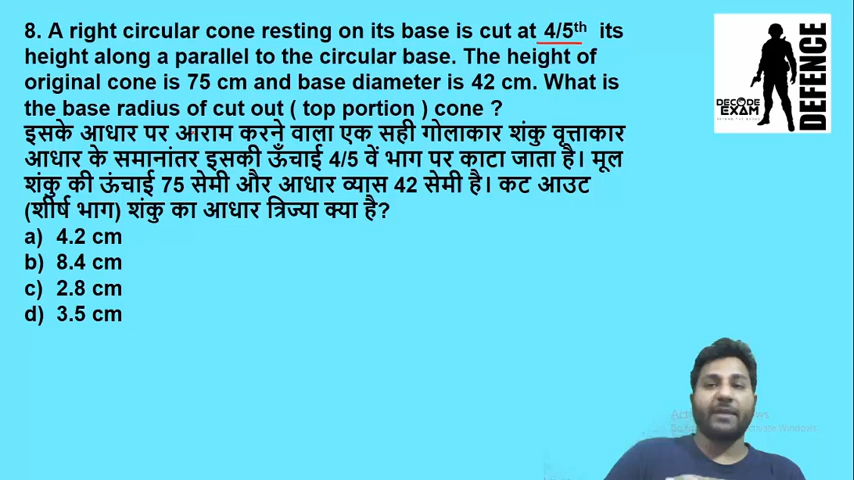 8. A right circular cone resting on its base is cut at 4/5th its
height along a parallel to the circular base. The height of
original cone is 75 cm and base diameter is 42 cm. What is
the base radius of cut out ( top portion ) cone ?
इसके आधार पर आराम करने वाला एक सही गोलाकार शंकु वृत्ताकार
आधार के समानांतर इसकी ऊँचाई 4/5 वें भाग पर काटा जाता है। मूल
शंकु की ऊंचाई 75 सेमी और आधार व्यास 42 सेमी है। कट आउट
(शीर्ष भाग) शंकु का आधार त्रिज्या क्या है?
a) 4.2 cm
b) 8.4 cm
c) 2.8 cm
d) 3.5 cm
DECODE
EXAM
DEFENCE